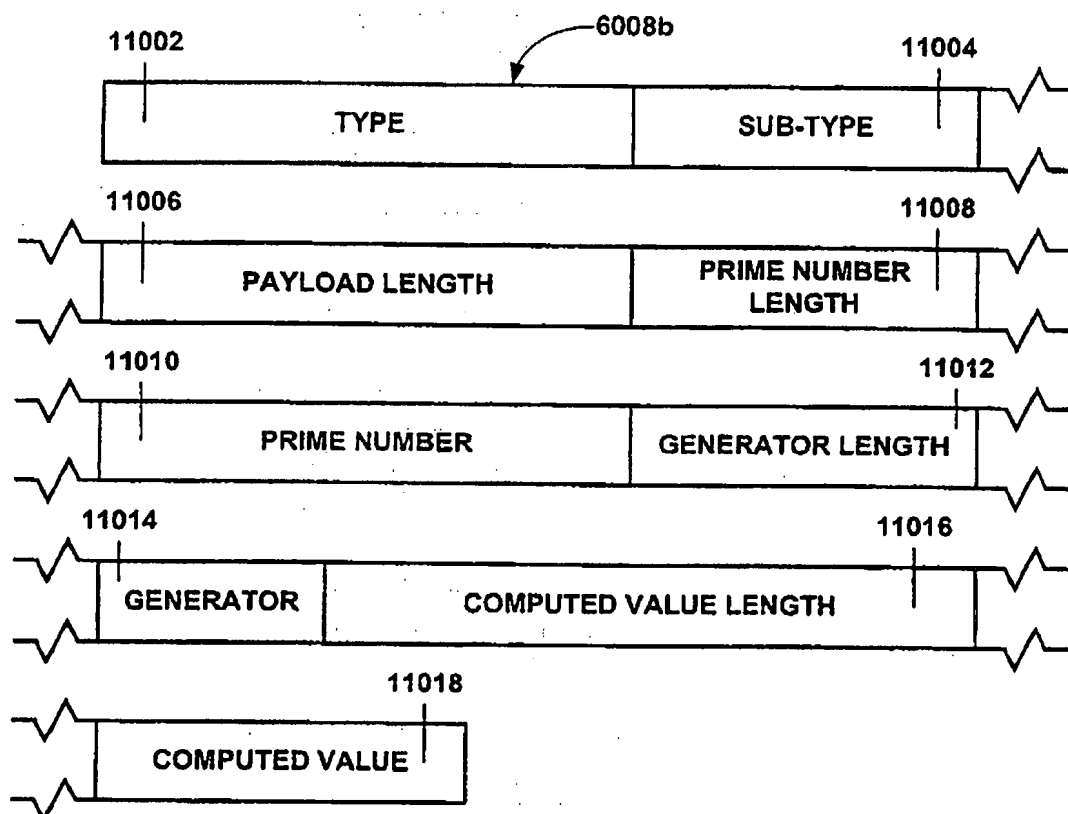 6008b
11002
11004
TYPE
SUB-TYPE
11006
11008
PAYLOAD LENGTH
PRIME NUMBER
LENGTH
11010
11012
PRIME NUMBER
GENERATOR LENGTH
11014
11016
GENERATOR
COMPUTED VALUE LENGTH
11018
COMPUTED VALUE